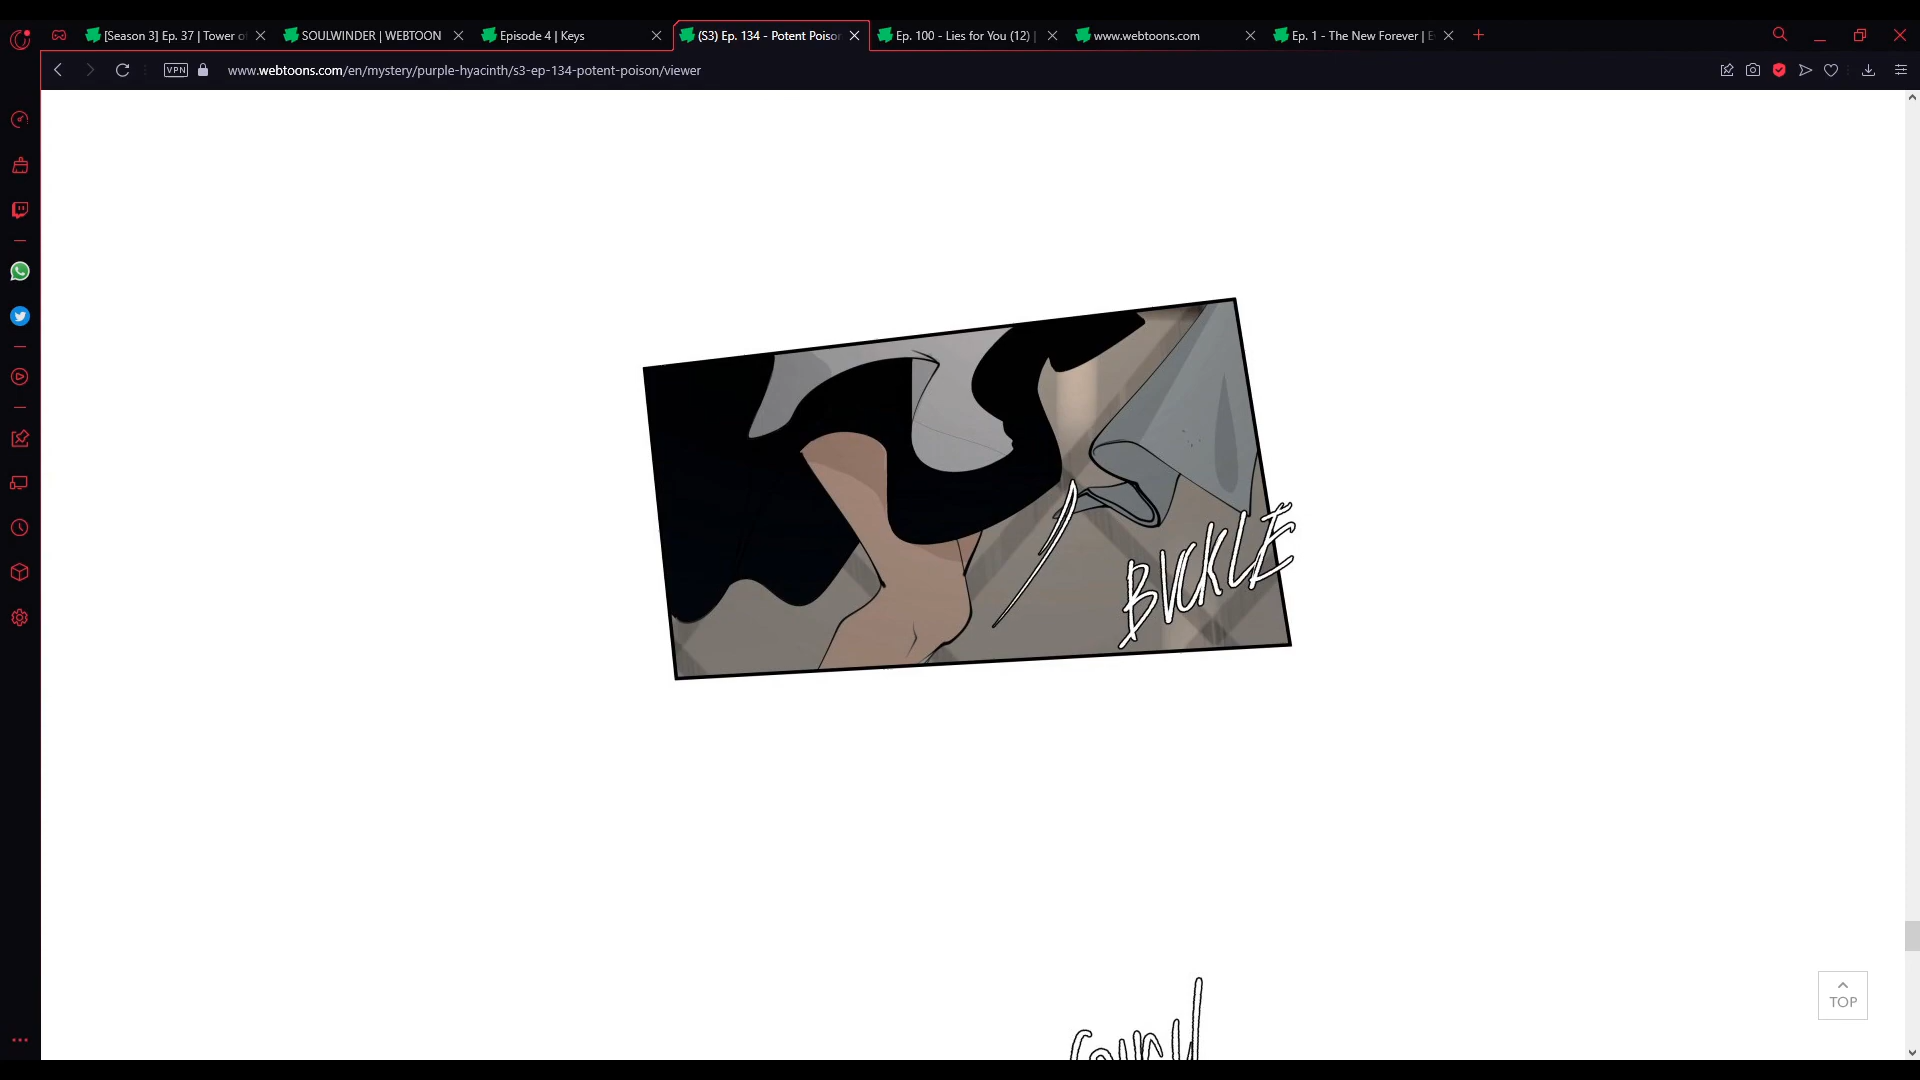 [Season 3] Ep. 37 | Tower o
SOULWINDER | WEBTOON
Episode 4 | Keys
(S3) Ep. 134 - Potent Poiso
Ep. 100 - Lies for You (12) |
www.webtoons.com
Ep. 1 - The New Forever | E
VPN
www.webtoons.com/en/mystery/purple-hyacinth/s3-ep-134-potent-poison/viewer
BUCKLE
TOP